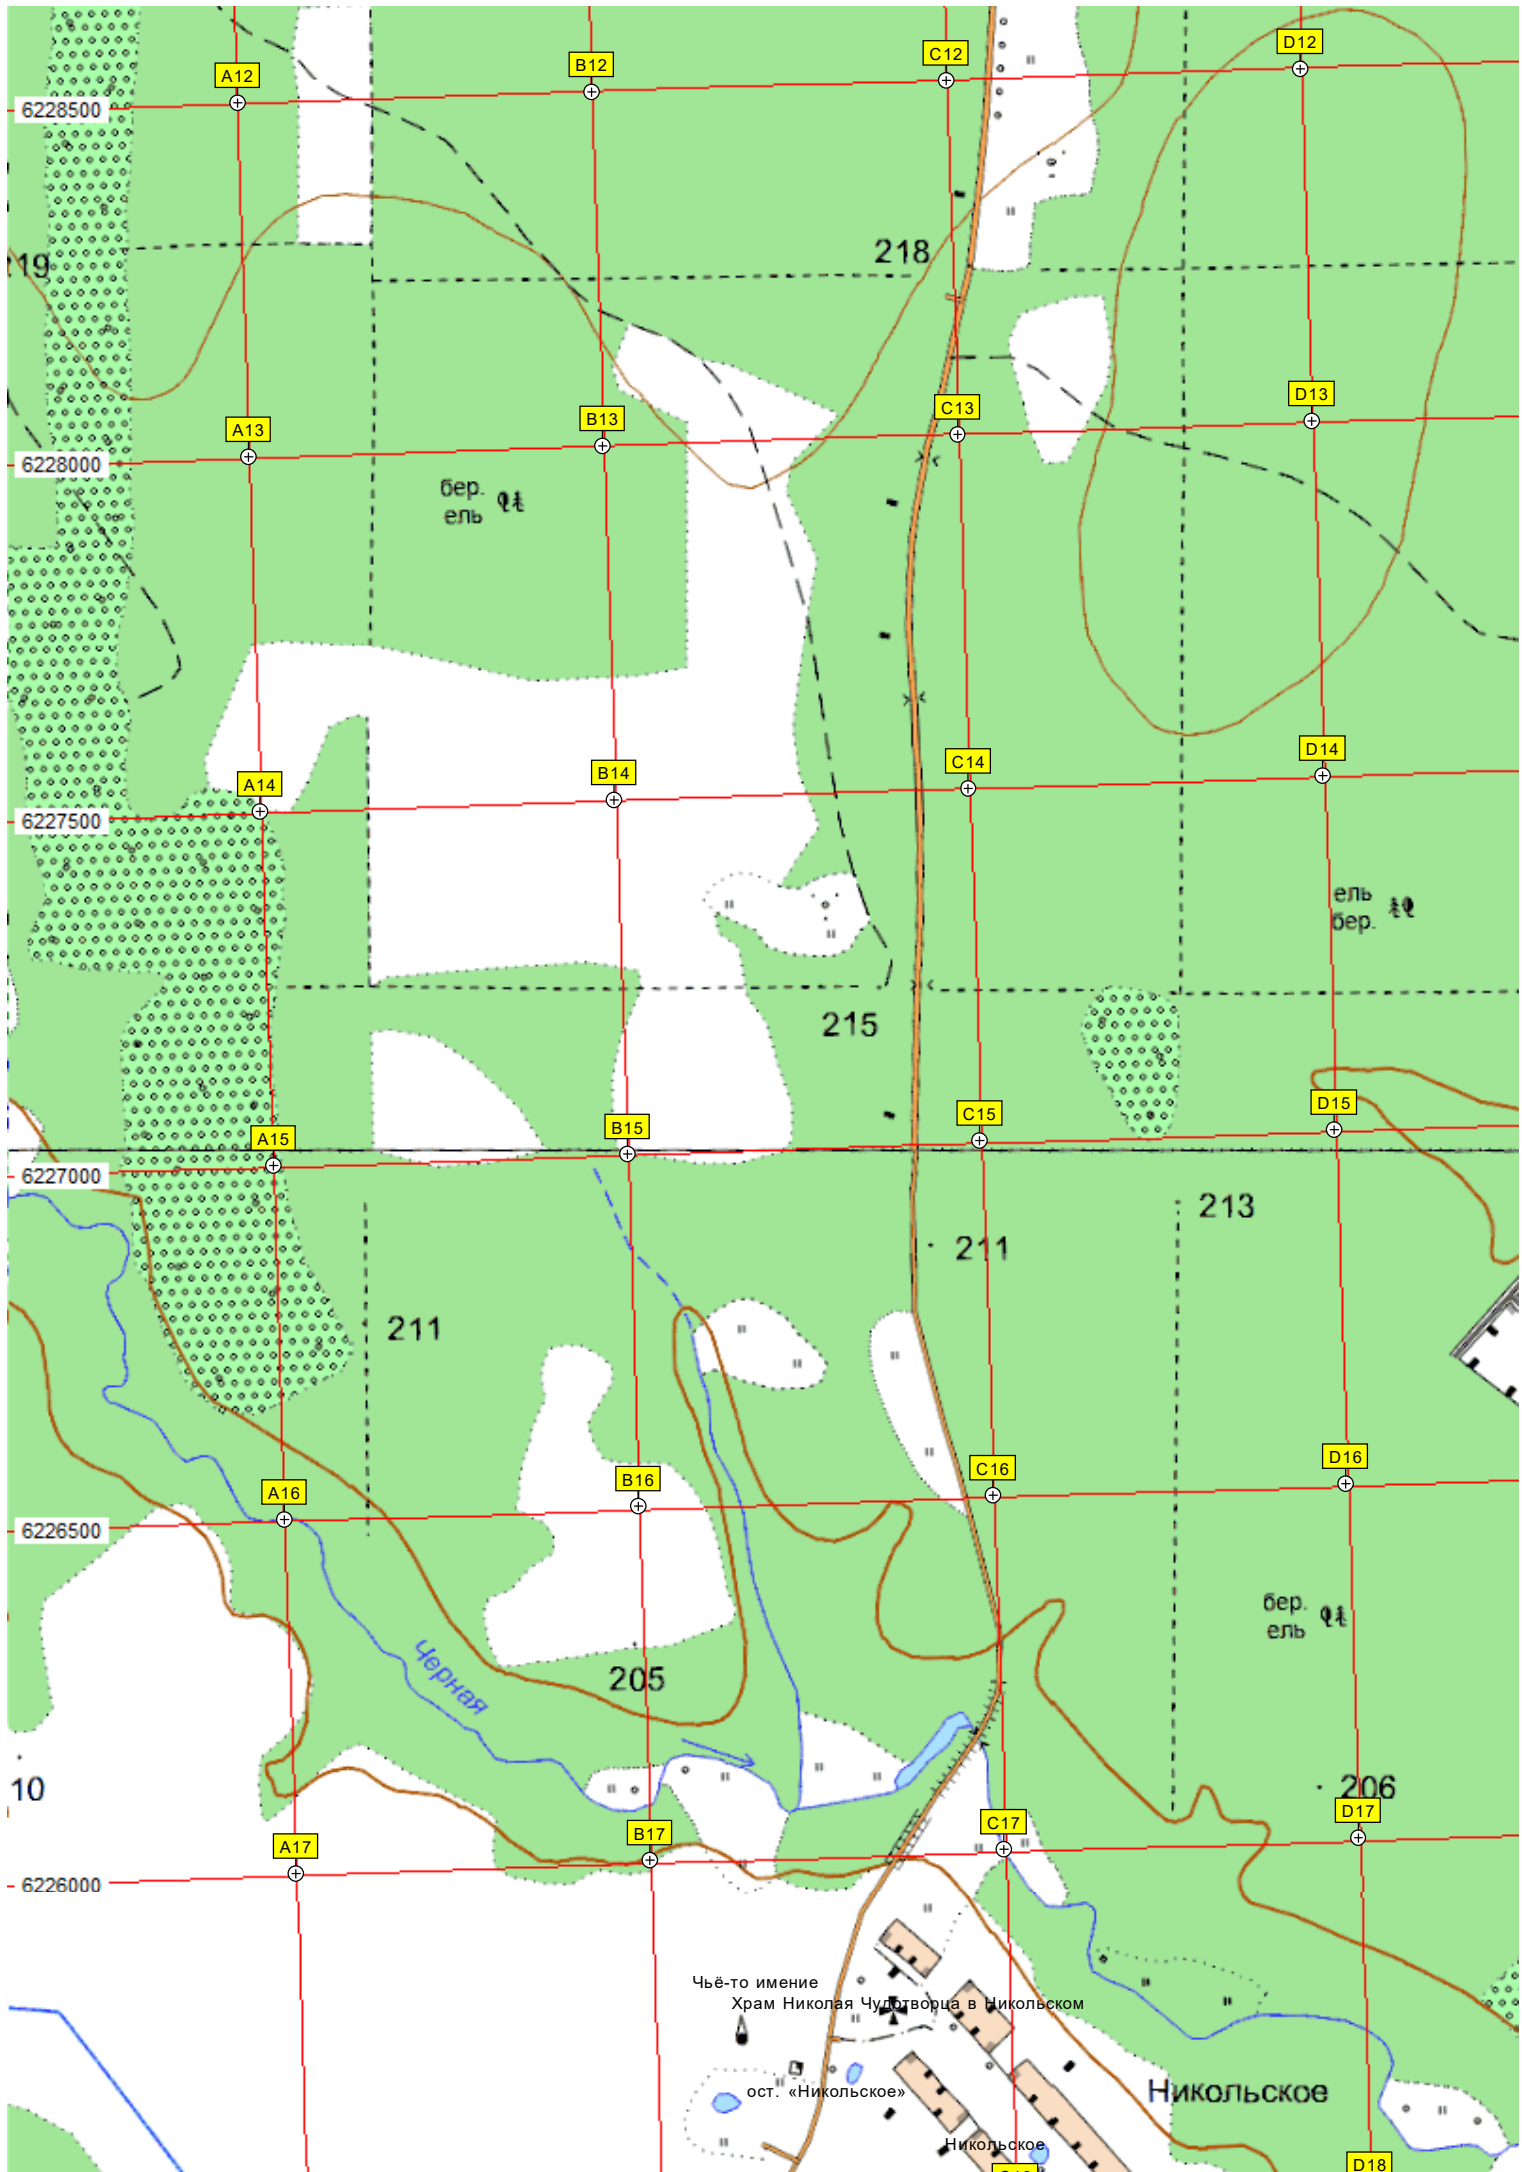 D12
C12
B12
A12
6228500
218
19
D13
C13
B13
A13
6228000
бер.
ель
D14
C14
B14
A14
6227500
ель
бер.
215
D15
C15
B15
A15
6227000
213
211
211
D16
C16
B16
A16
6226500
бер.
ель
Черная
205
10
206
D17
C17
B17
A17
6226000
Чьё-то имение
Храм Николая Чудотворца в Никольском
ост. «Никольское»
Никольское
Никольское
D18